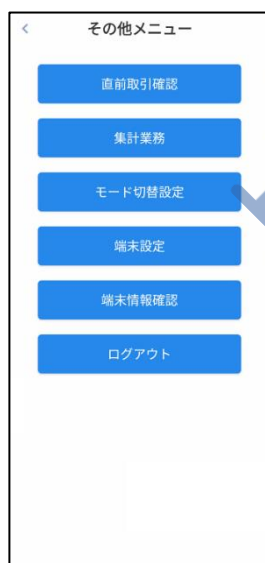 その他メニュー
直前取引確認
集計業務
モード切替設定
端末設定
端末情報確認
ログアウト